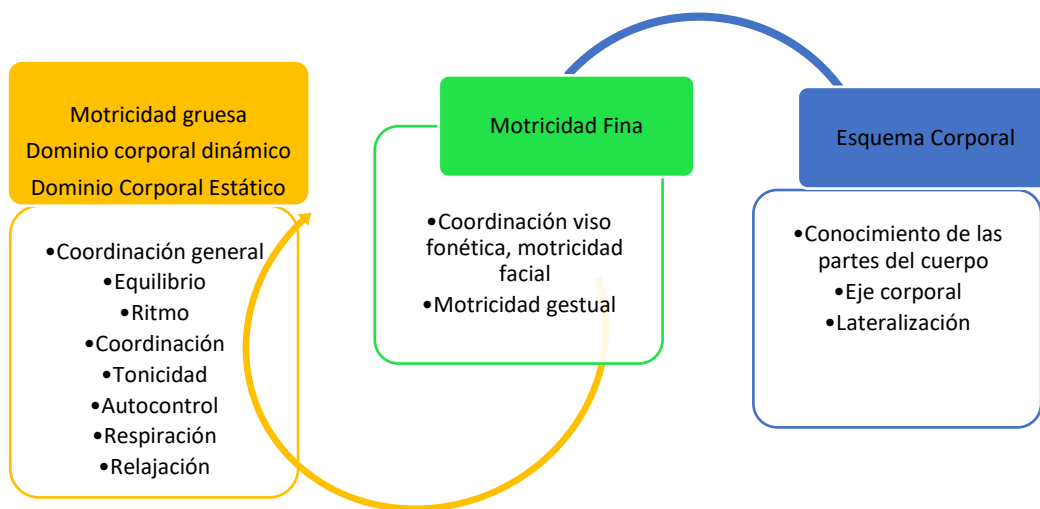 Motricidad gruesa
Dominio corporal dinámico
Dominio Corporal Estático
•Coordinación general
•Equilibrio
•Ritmo
•Coordinación
•Tonicidad
•Autocontrol
•Respiración
•Relajación
Motricidad Fina
•Coordinación viso
fonética, motricidad
facial
•Motricidad gestual
Esquema Corporal
•Conocimiento de las
partes del cuerpo
•Eje corporal
•Lateralización